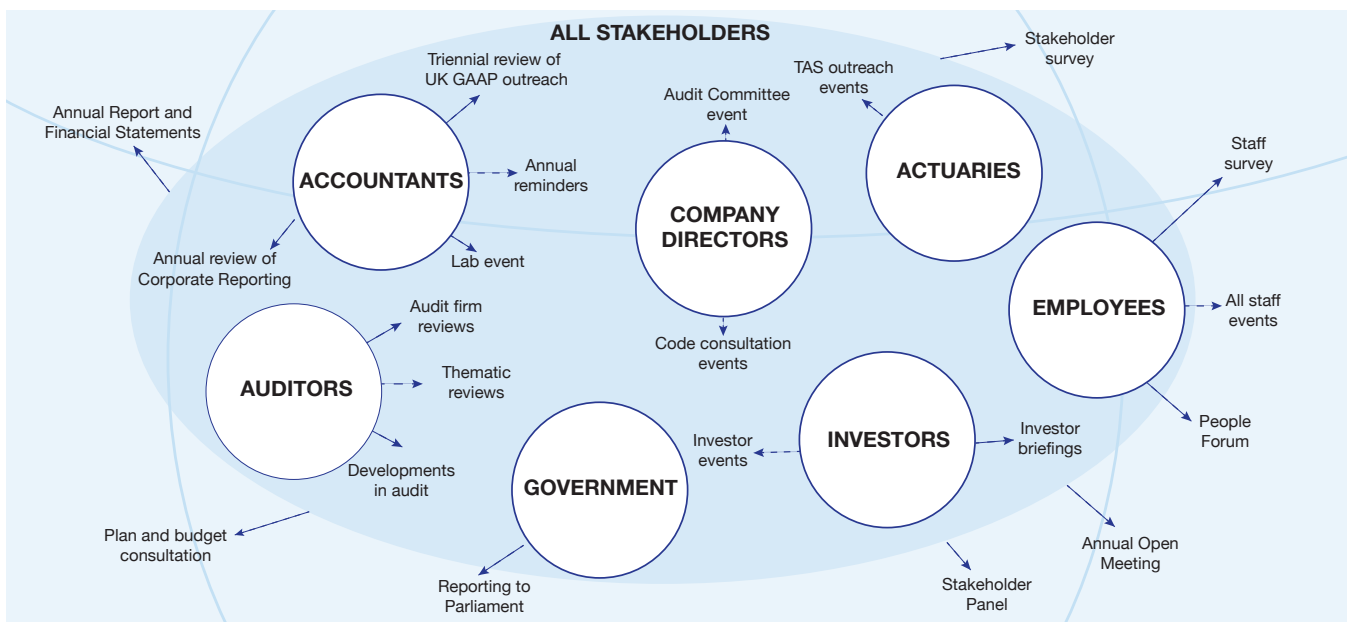 ALL STAKEHOLDERS
Stakeholder
survey
Triennial review of
UK GAAP outreach
TAS outreach
events
Audit Committee
event
Annual Report and
Financial Statements
Staff
survey
ACCOUNTANTS
Annual
reminders
ACTUARIES
COMPANY
DIRECTORS
Annual review of
Corporate Reporting
Lab event
EMPLOYEES
All staff
events
Audit firm
reviews
Code consultation
events
AUDITORS
Thematic
reviews
People
Forum
Investor
events
INVESTORS
Investor
briefings
Developments
in audit
GOVERNMENT
Plan and budget
consultation
Annual Open
Meeting
Reporting to
Parliament
Stakeholder
Panel